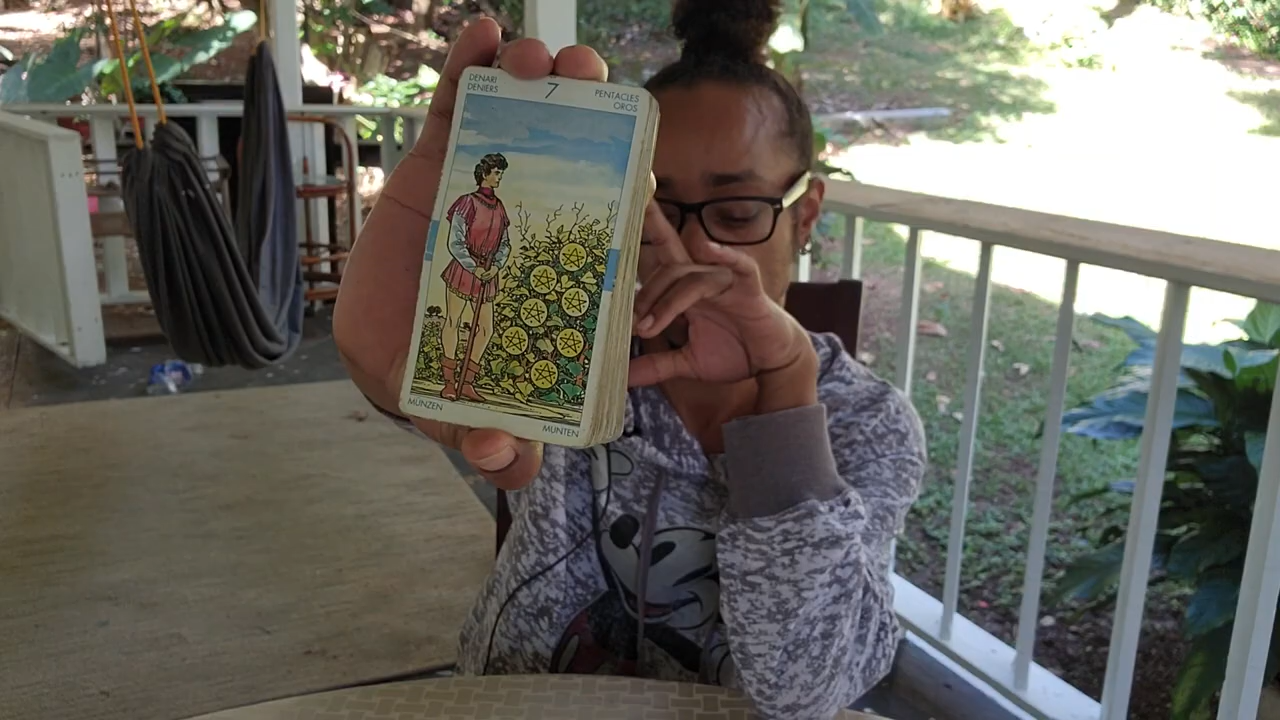 DENARI
DENIERS
7
PENTACLES
OROS
MUNZEN
MUNTEN